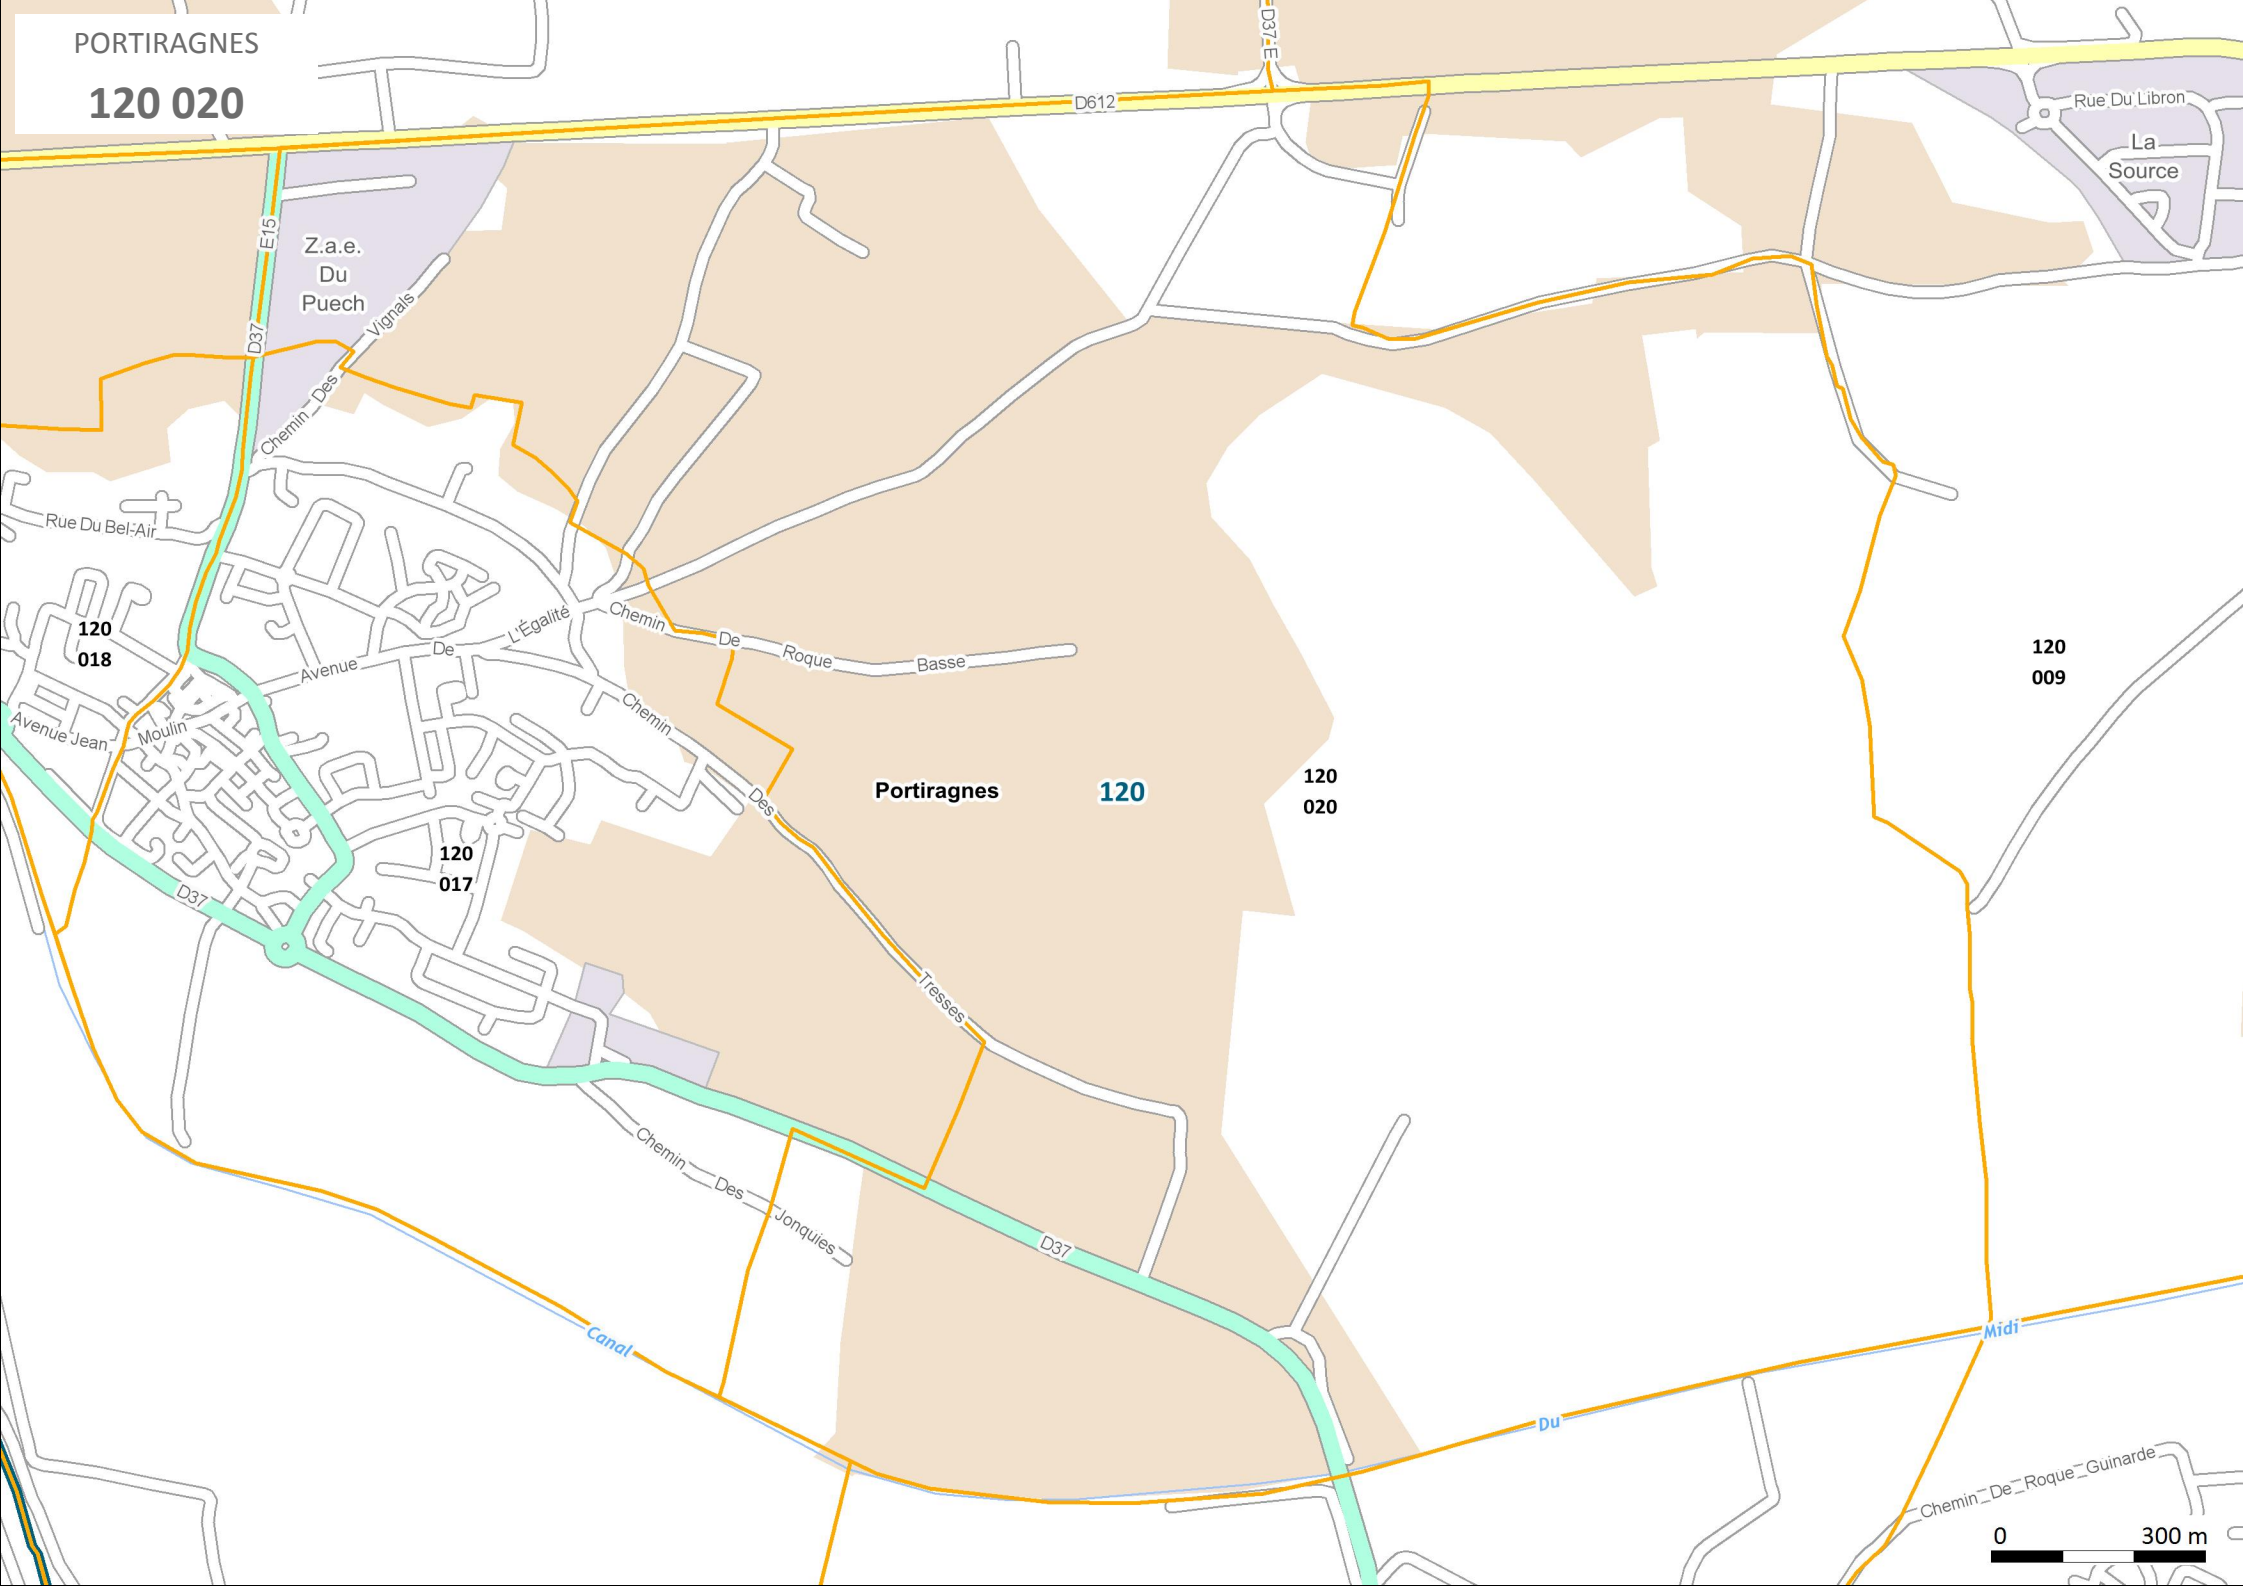 PORTIRAGNES
120 020
D37 E
D612
Rue Du Libron
La
Source
E15
Z.a.e.
Du
Puech
D37
Chemin Des Vignals
Rue Du Bel-Air
120
018
Avenue De L'Égalité
Chemin De Roque Basse
120
009
Avenue Jean Moulin
Chemin Des Tresses
Portiragnes
120
120
020
120
017
D37
Chemin Des Jonquies
D37
Canal Du Midi
Chemin De Roque Guinarde
0 300 m